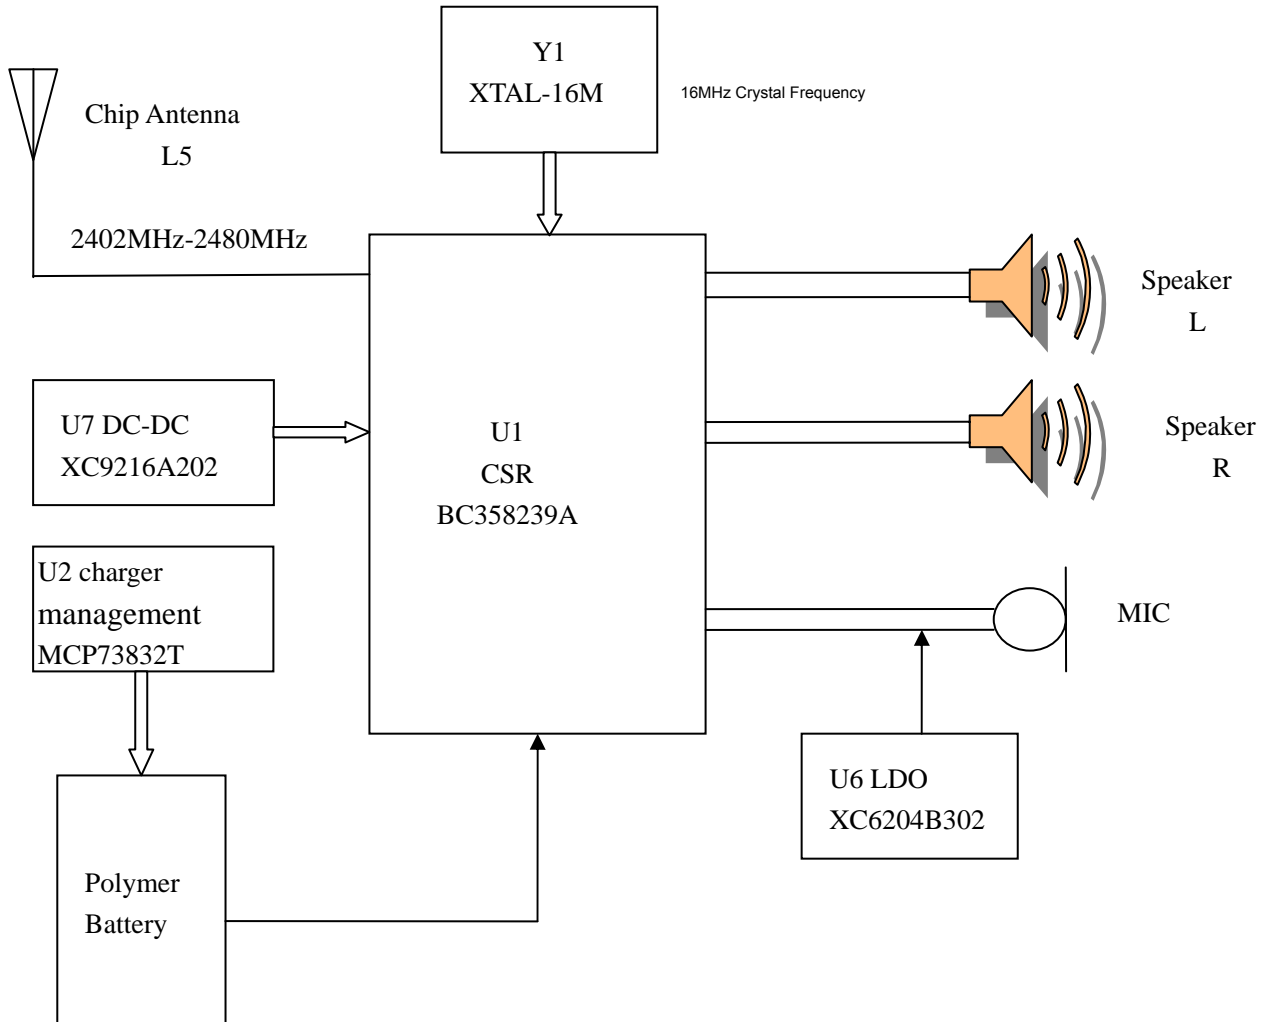 Y1
XTAL-16M
16MHz Crystal Frequency
Chip Antenna
L5
2402MHz-2480MHz
Speaker
L
U7 DC-DC
XC9216A202
U1
CSR
BC358239A
Speaker
R
U2 charger
management
MCP73832T
MIC
U6 LDO
XC6204B302
Polymer
Battery